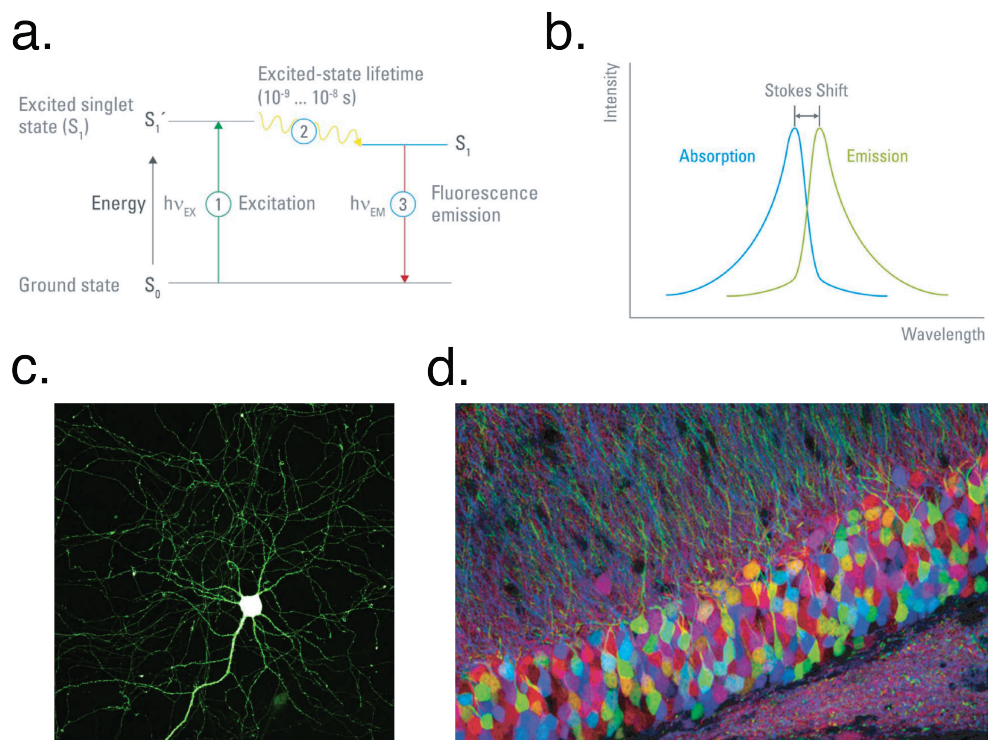 a.
Excited singlet
state (S₁)
S₁´
Excited-state lifetime
(10⁻⁹ ... 10⁻⁸ s)
2
S₁
Energy
hνEX
1
Excitation
hνEM
3
Fluorescence
emission
Ground state
S₀
b.
Intensity
Stokes Shift
Absorption
Emission
Wavelength
c.
d.